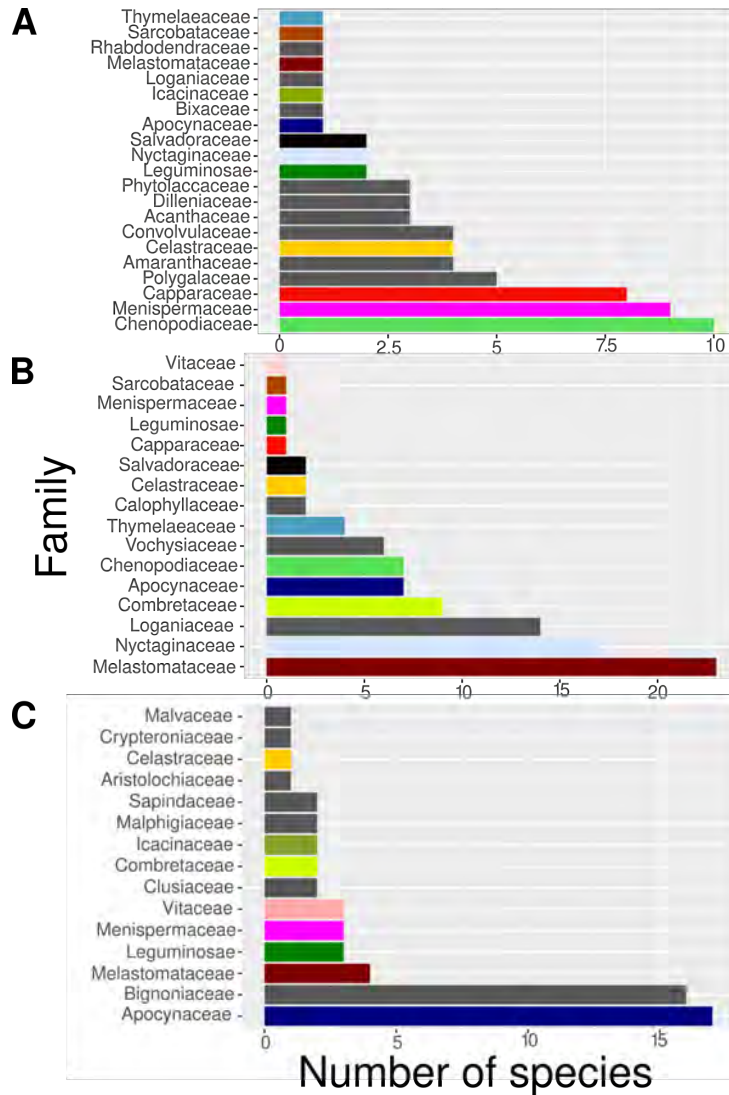 A
Thymelaeaceae
Sarcobataceae
Rhabdodendraceae
Melastomataceae
Loganiaceae
Icacinaceae
Bixaceae
Apocynaceae
Salvadoraceae
Nyctaginaceae
Leguminosae
Phytolaccaceae
Dilleniaceae
Acanthaceae
Convolvulaceae
Celastraceae
Amaranthaceae
Polygalaceae
Capparaceae
Menispermaceae
Chenopodiaceae
0 2.5 5 7.5 10
B
Vitaceae
Sarcobataceae
Menispermaceae
Leguminosae
Capparaceae
Salvadoraceae
Celastraceae
Calophyllaceae
Thymelaeaceae
Vochysiaceae
Chenopodiaceae
Apocynaceae
Combretaceae
Loganiaceae
Nyctaginaceae
Melastomataceae
0 5 10 15 20
Family
C
Malvaceae
Crypteroniaceae
Celastraceae
Aristolochiaceae
Sapindaceae
Malphigiaceae
Icacinaceae
Combretaceae
Clusiaceae
Vitaceae
Menispermaceae
Leguminosae
Melastomataceae
Bignoniaceae
Apocynaceae
0 5 10 15
Number of species